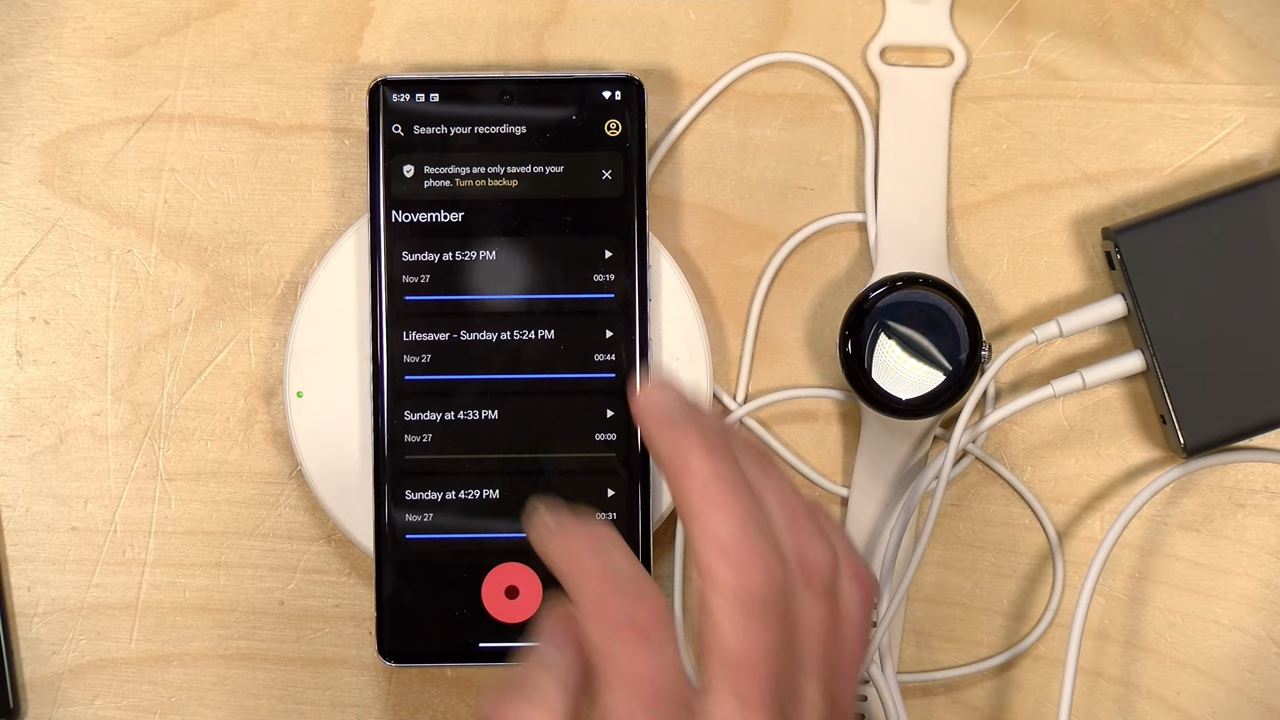 5:29
Search your recordings
Recordings are only saved on your
phone. Turn on backup
November
Sunday at 5:29 PM
Nov 27
00:19
Lifesaver - Sunday at 5:24 PM
Nov 27
00:44
Sunday at 4:33 PM
Nov 27
00:00
Sunday at 4:29 PM
Nov 27
00:31